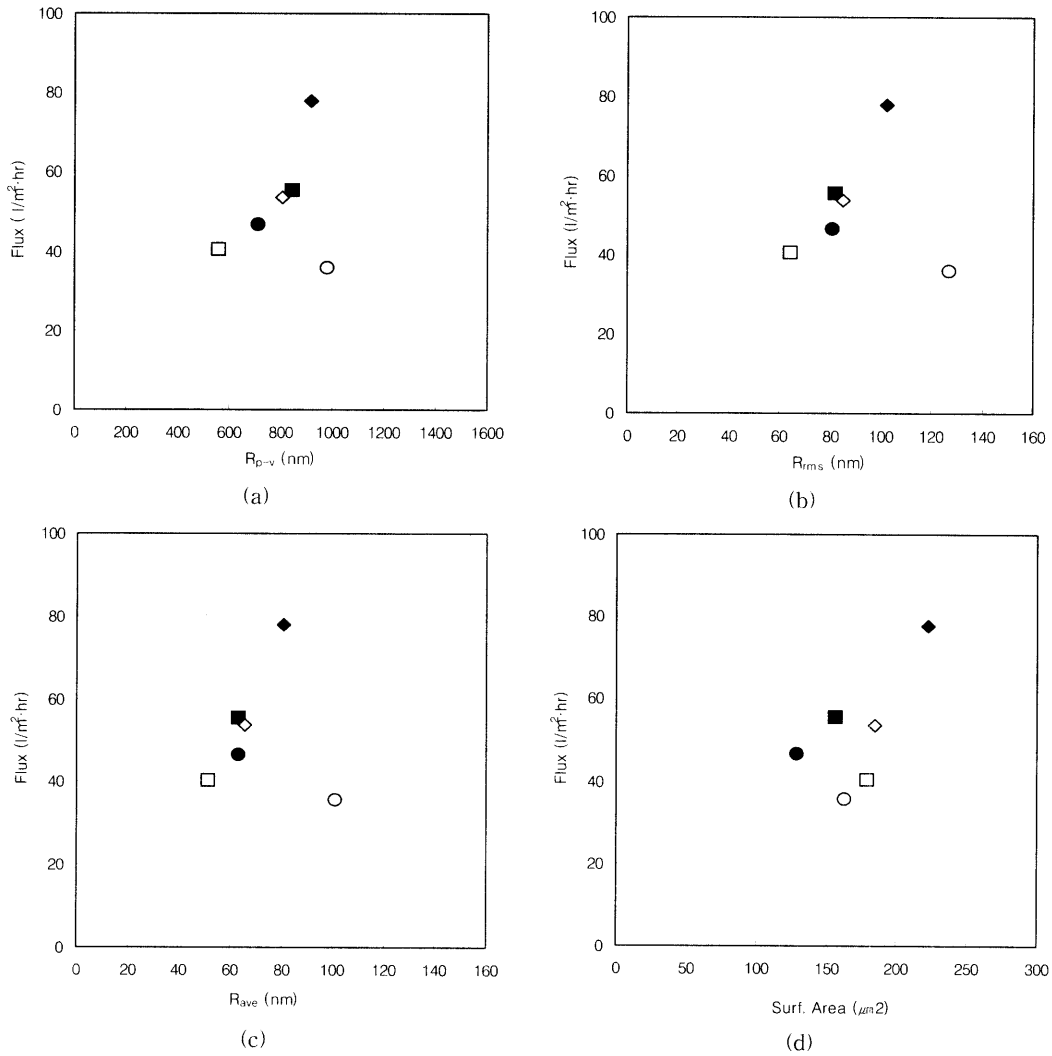 100
80
60
40
20
0
Flux ( l/m²·hr)
0 200 400 600 800 1000 1200 1400 1600
Rp-v (nm)
(a)
100
80
60
40
20
0
Flux (l/m²·hr)
0 20 40 60 80 100 120 140 160
Rrms (nm)
(b)
100
80
60
40
20
0
Flux (l/m²·hr)
0 20 40 60 80 100 120 140 160
Rave (nm)
(c)
100
80
60
40
20
0
Flux (l/m²·hr)
0 50 100 150 200 250 300
Surf. Area (μm2)
(d)